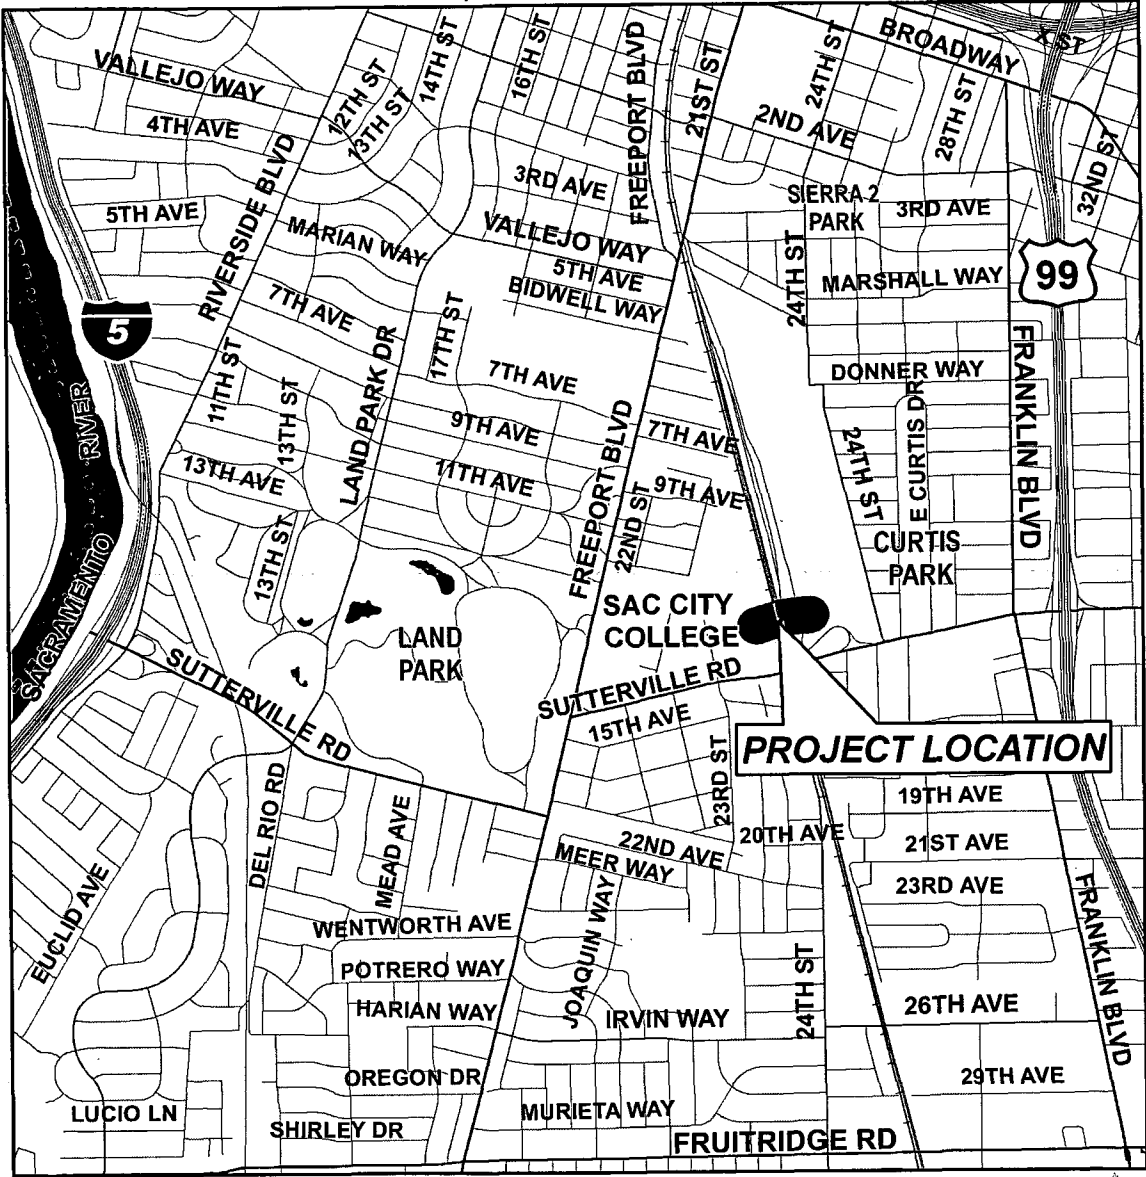 BROADWAY
X ST
VALLEJO WAY
12TH ST
13TH ST
14TH ST
16TH ST
FREEPORT BLVD
21ST ST
24TH ST
28TH ST
32ND ST
4TH AVE
2ND AVE
RIVERSIDE BLVD
3RD AVE
SIERRA 2
PARK
3RD AVE
5TH AVE
MARIAN WAY
VALLEJO WAY
5TH AVE
BIDWELL WAY
24TH ST
MARSHALL WAY
99
7TH AVE
5
17TH ST
LAND PARK DR
11TH ST
13TH ST
7TH AVE
DONNER WAY
FRANKLIN BLVD
SACRAMENTO RIVER
9TH AVE
FREEPORT BLVD
7TH AVE
24TH ST
E CURTIS DR
13TH AVE
11TH AVE
22ND ST
9TH AVE
13TH ST
CURTIS
PARK
SAC CITY
COLLEGE
LAND
PARK
SUTTERVILLE RD
SUTTERVILLE RD
15TH AVE
PROJECT LOCATION
23RD ST
19TH AVE
DEL RIO RD
MEAD AVE
22ND AVE
20TH AVE
21ST AVE
MEER WAY
23RD AVE
EUCLID AVE
WENTWORTH AVE
JOAQUIN WAY
FRANKLIN BLVD
POTRERO WAY
24TH ST
HARIAN WAY
IRVIN WAY
26TH AVE
OREGON DR
29TH AVE
LUCIO LN
SHIRLEY DR
MURIETA WAY
FRUITRIDGE RD